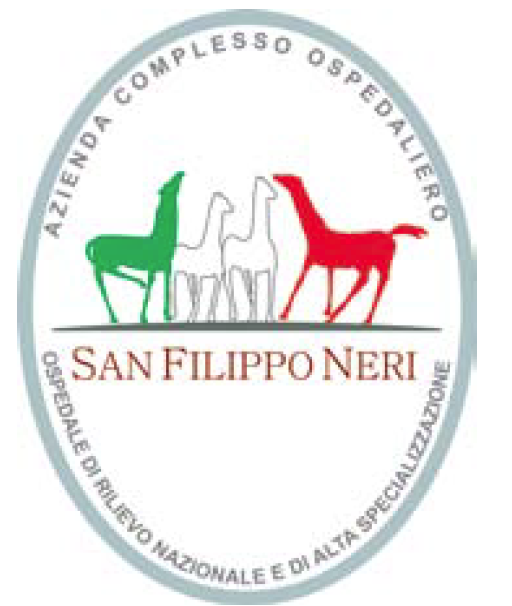 AZIENDA COMPLESSO OSPEDALIERO
SAN FILIPPO NERI
OSPEDALE DI RILIEVO NAZIONALE E DI ALTA SPECIALIZZAZIONE